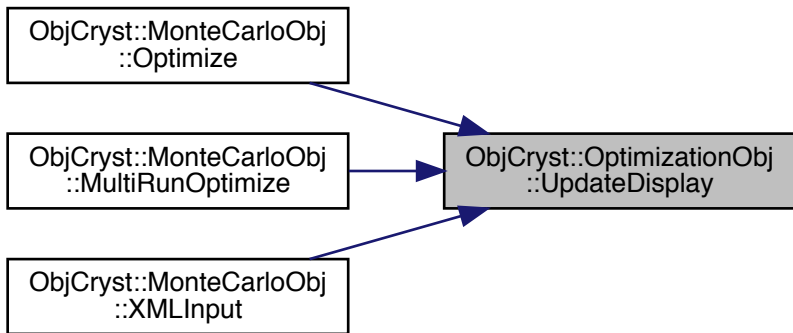 ObjCryst::MonteCarloObj
::Optimize
ObjCryst::MonteCarloObj
::MultiRunOptimize
ObjCryst::OptimizationObj
::UpdateDisplay
ObjCryst::MonteCarloObj
::XMLInput